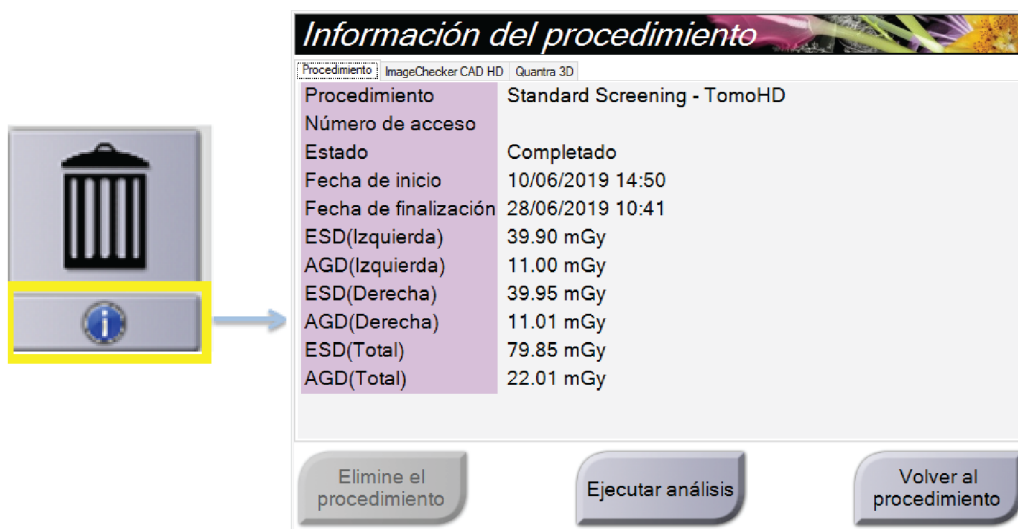 Información del procedimiento
Procedimiento ImageChecker CAD HD Quantra 3D
Procedimiento Standard Screening - TomoHD
Número de acceso
Estado Completado
Fecha de inicio 10/06/2019 14:50
Fecha de finalización 28/06/2019 10:41
ESD(Izquierda) 39.90 mGy
AGD(Izquierda) 11.00 mGy
ESD(Derecha) 39.95 mGy
AGD(Derecha) 11.01 mGy
ESD(Total) 79.85 mGy
AGD(Total) 22.01 mGy
Elimine el
procedimiento
Ejecutar análisis
Volver al
procedimiento